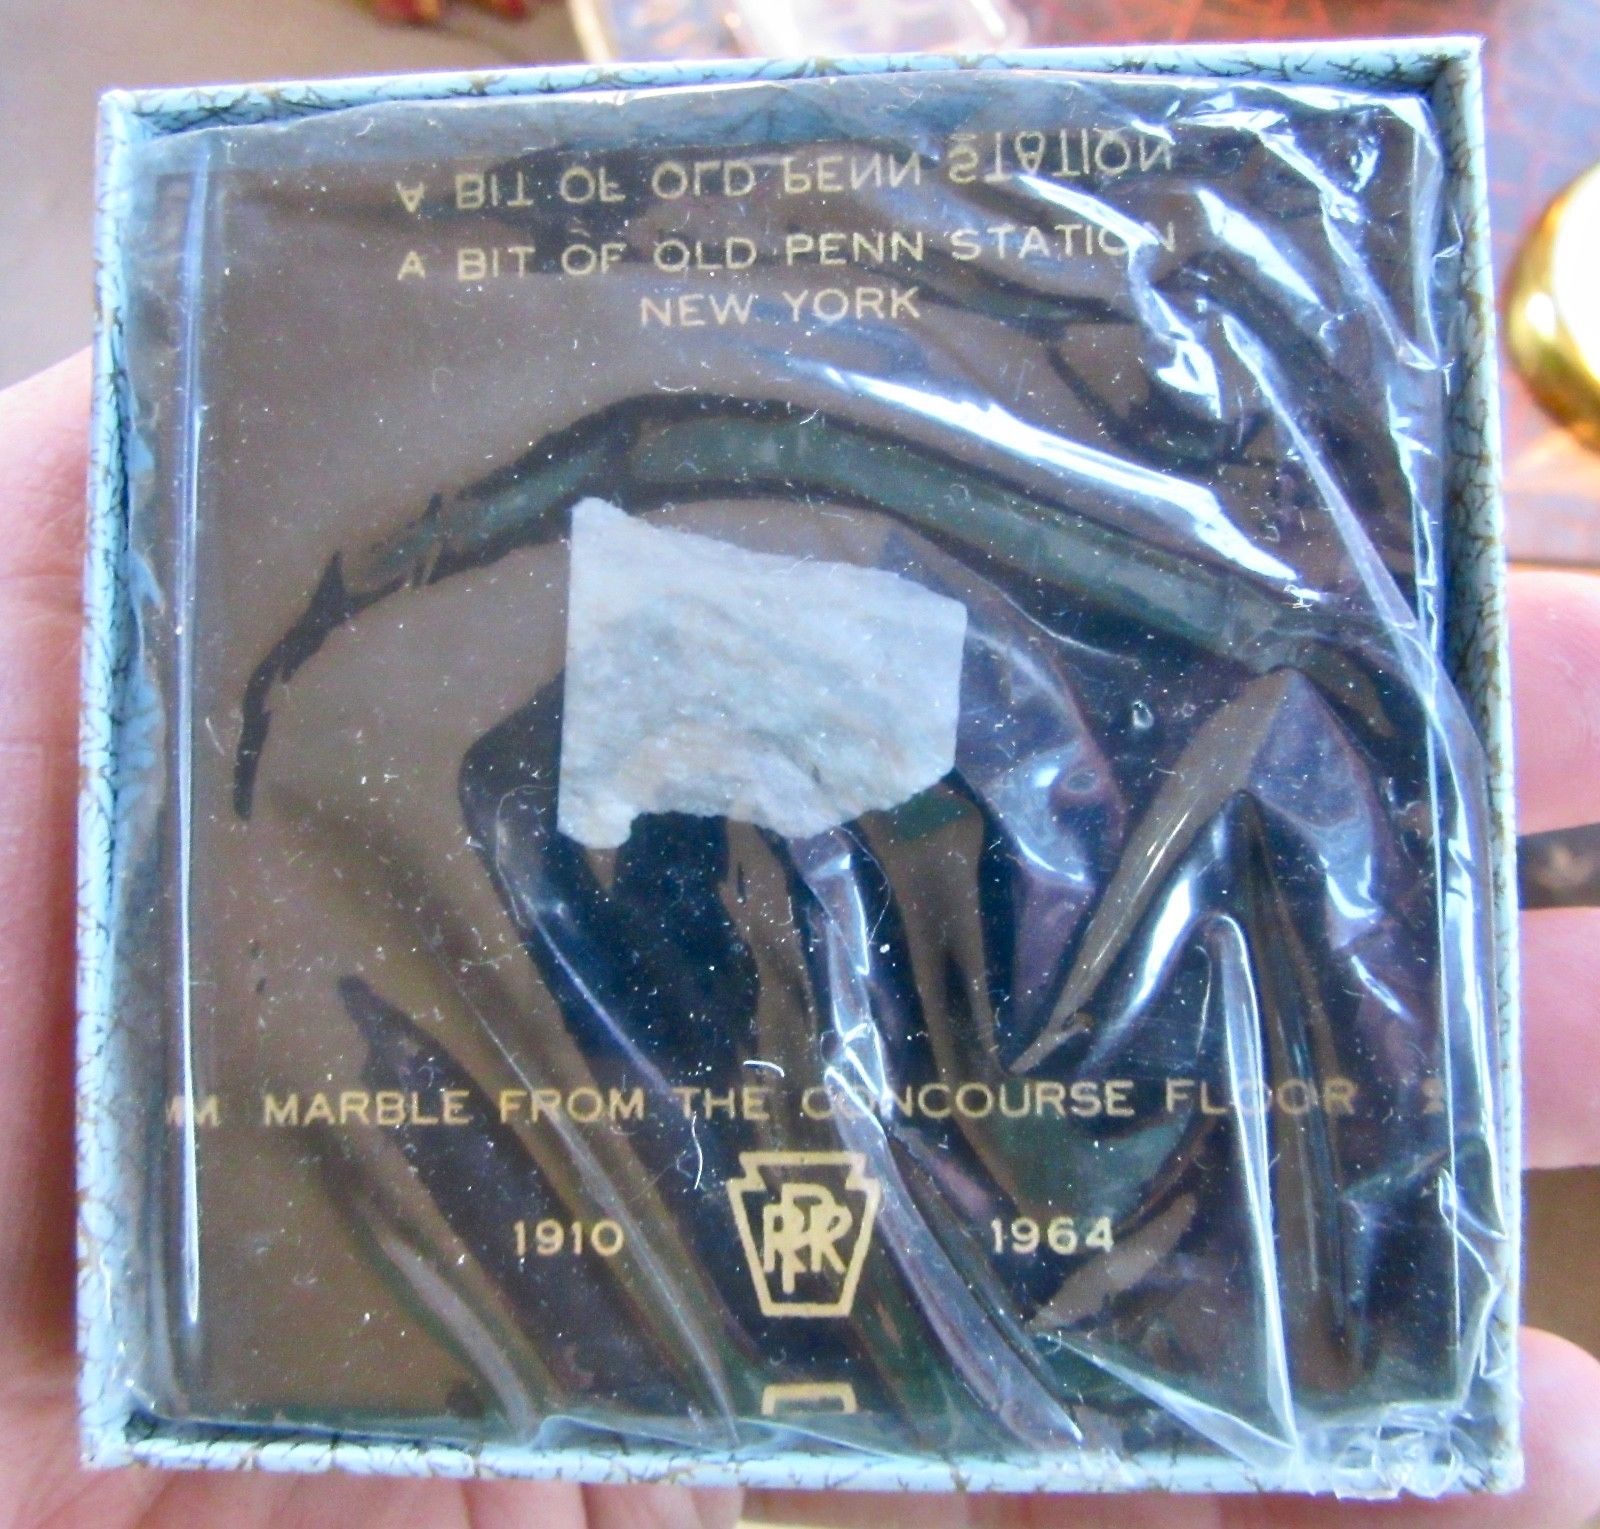 A BIT OF OLD PENN STATION
A BIT OF OLD PENN STATION
NEW YORK
MARBLE FROM THE CONCOURSE FLOOR
1910 PRR 1964